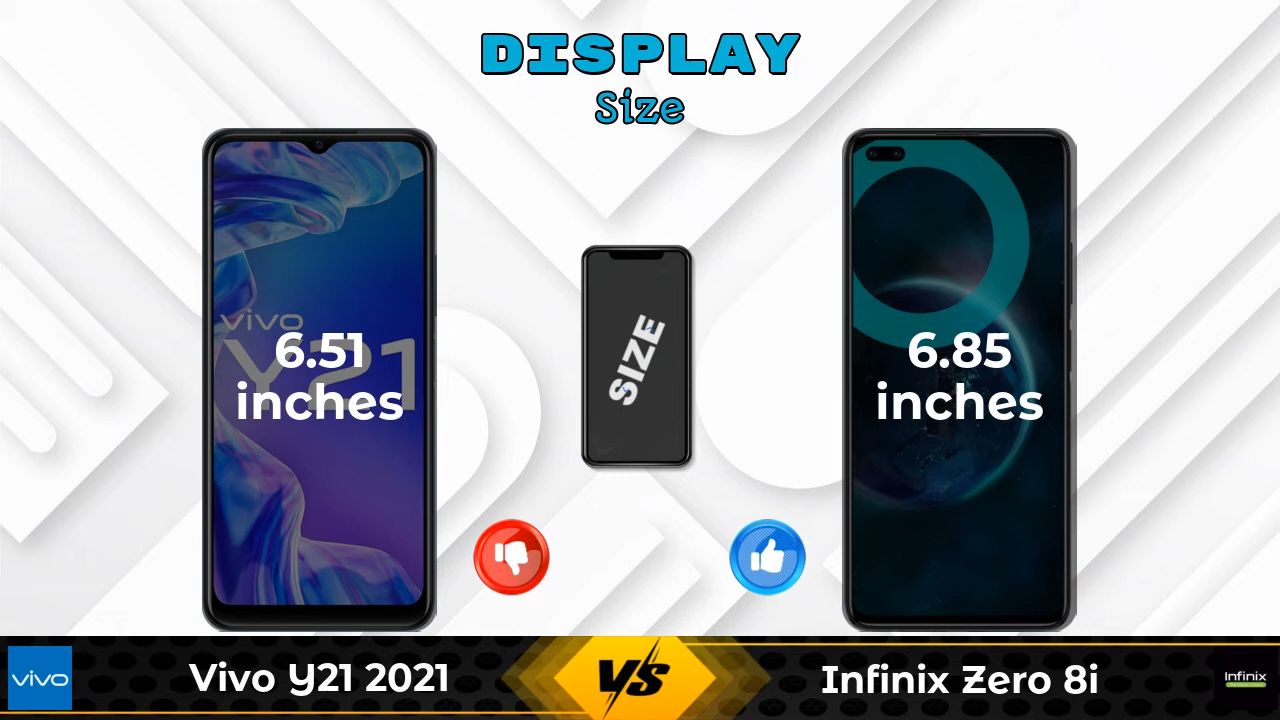 DISPLAY
Size
vivo
Y21
6.51
inches
SIZE
6.85
inches
vivo
Vivo Y21 2021
VS
Infinix Zero 8i
Infinix